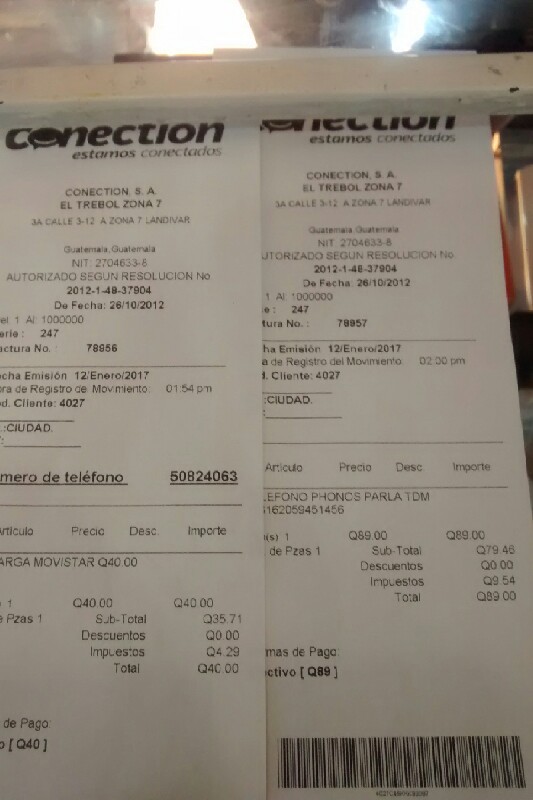 conection
estamos conectados
CONECTION, S. A.
EL TREBOL ZONA 7
3A CALLE 3-12 A ZONA 7 LANDIVAR
Guatemala, Guatemala
NIT: 2704633-8
AUTORIZADO SEGUN RESOLUCION No.
2012-1-48-37904
De Fecha: 26/10/2012
el 1 Al: 1000000
erie : 247
actura No. : 78956
echa Emisión 12/Enero/2017
ora de Registro de Movimiento: 01:54 pm
od. Cliente: 4027
.:CIUDAD.
mero de teléfono 50824063
Articulo Precio Desc. Importe
ARGA MOVISTAR Q40.00
1 Q40.00 Q40.00
e Pzas 1 Sub-Total Q35.71
Descuentos Q0.00
Impuestos Q4.29
Total Q40.00
de Pago:
o [ Q40 ]
onection
estamos conectados
CONECTION, S. A.
EL TREBOL ZONA 7
3A CALLE 3-12 A ZONA 7 LANDIVAR
Guatemala, Guatemala
NIT: 2704633-8
UTORIZADO SEGUN RESOLUCION No.
2012-1-48-37904
De Fecha: 26/10/2012
1 Al: 1000000
: 247
tura No. : 78957
cha Emisión 12/Enero/2017
a de Registro del Movimiento: 02:00 pm
d. Cliente: 4027
:CIUDAD.
Articulo Precio Desc Importe
LEFONO PHONOS PARLA TDM
162059451456
(s) 1 Q89.00 Q89.00
de Pzas 1 Sub-Total Q79.46
Descuentos Q0.00
Impuestos Q9.54
Total Q89.00
mas de Pago:
ctivo [ Q89 ]